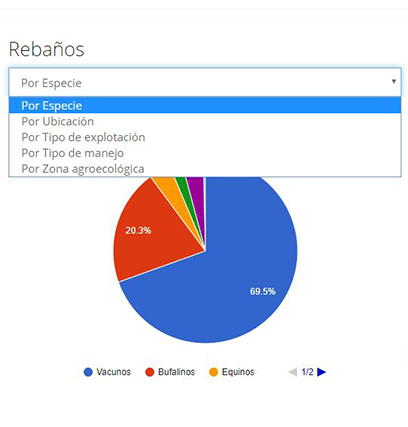 Rebaños
Por Especie
Por Especie
Por Ubicación
Por Tipo de explotación
Por Tipo de manejo
Por Zona agroecológica
20.3%
69.5%
Vacunos Bufalinos Equinos 1/2